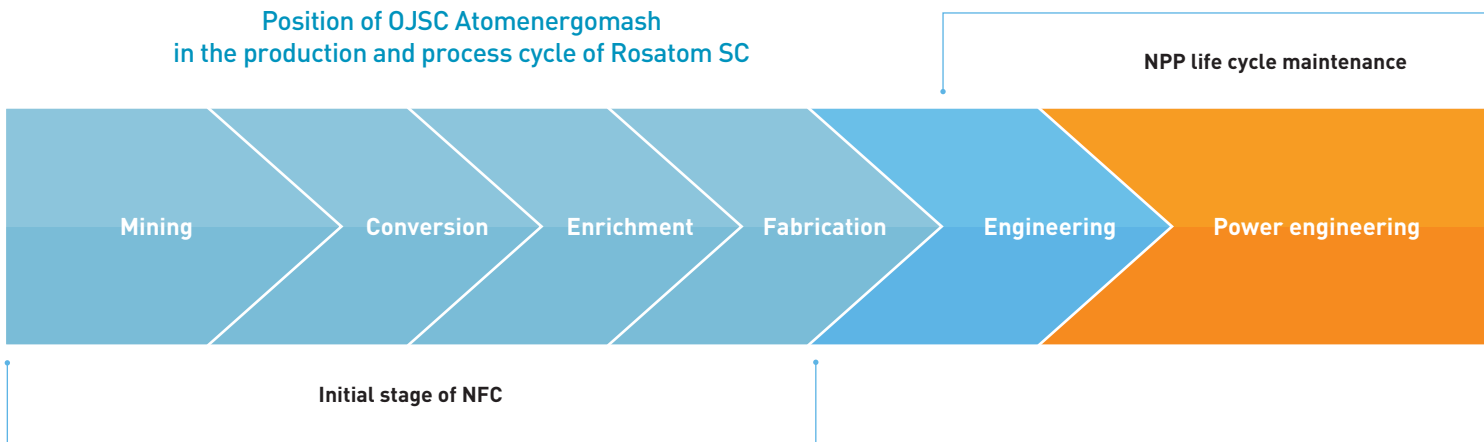 Position of OJSC Atomenergomash
in the production and process cycle of Rosatom SC
NPP life cycle maintenance
Mining
Conversion
Enrichment
Fabrication
Engineering
Power engineering
Initial stage of NFC